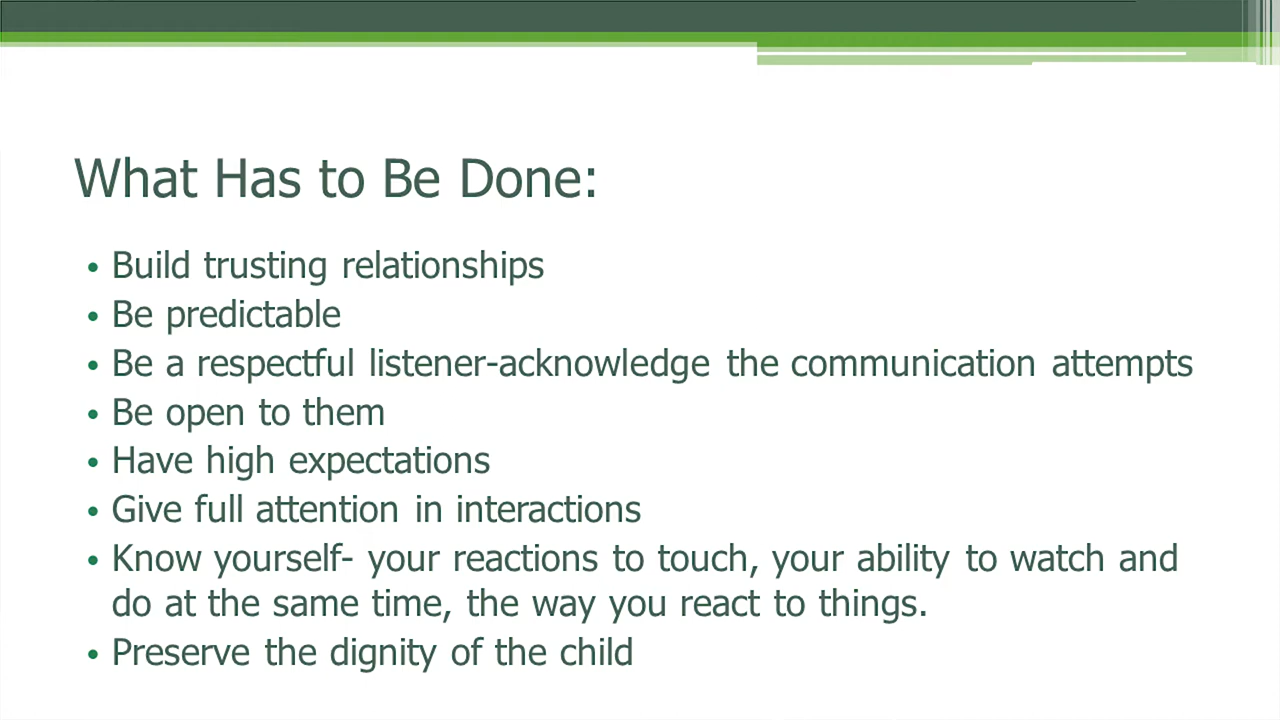 What Has to Be Done:
• Build trusting relationships
• Be predictable
• Be a respectful listener-acknowledge the communication attempts
• Be open to them
• Have high expectations
• Give full attention in interactions
• Know yourself- your reactions to touch, your ability to watch and
do at the same time, the way you react to things.
• Preserve the dignity of the child